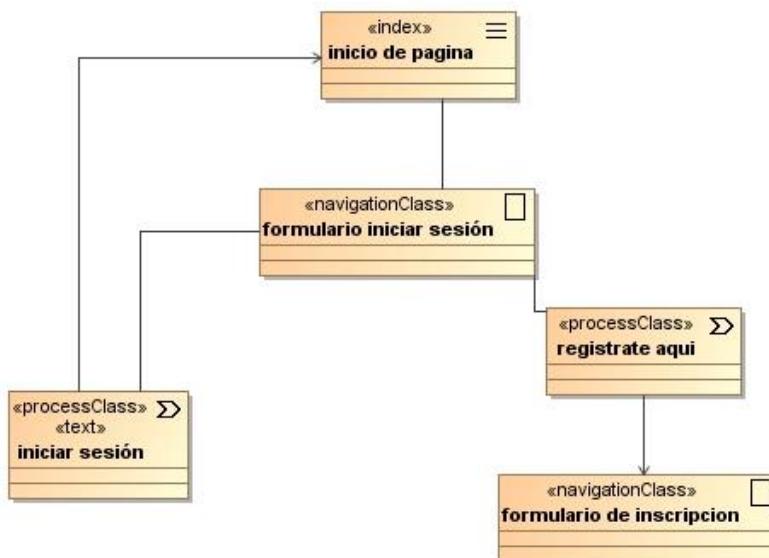 «index»
inicio de pagina
«navigationClass»
formulario iniciar sesión
«processClass»
registrate aqui
«processClass»
«text»
iniciar sesión
«navigationClass»
formulario de inscripcion